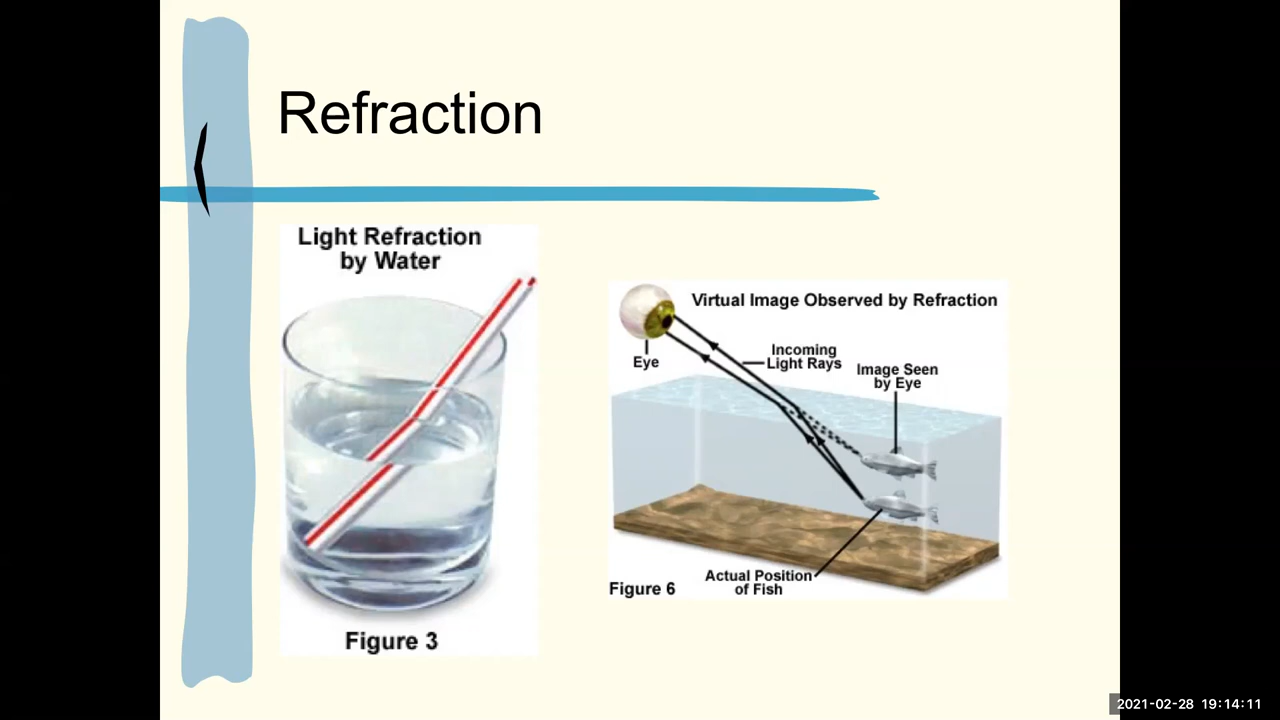 Refraction
Light Refraction
by Water
Figure 3
Virtual Image Observed by Refraction
Eye
Incoming
Light Rays
Image Seen
by Eye
Actual Position
of Fish
Figure 6
2021-02-28 19:14:11